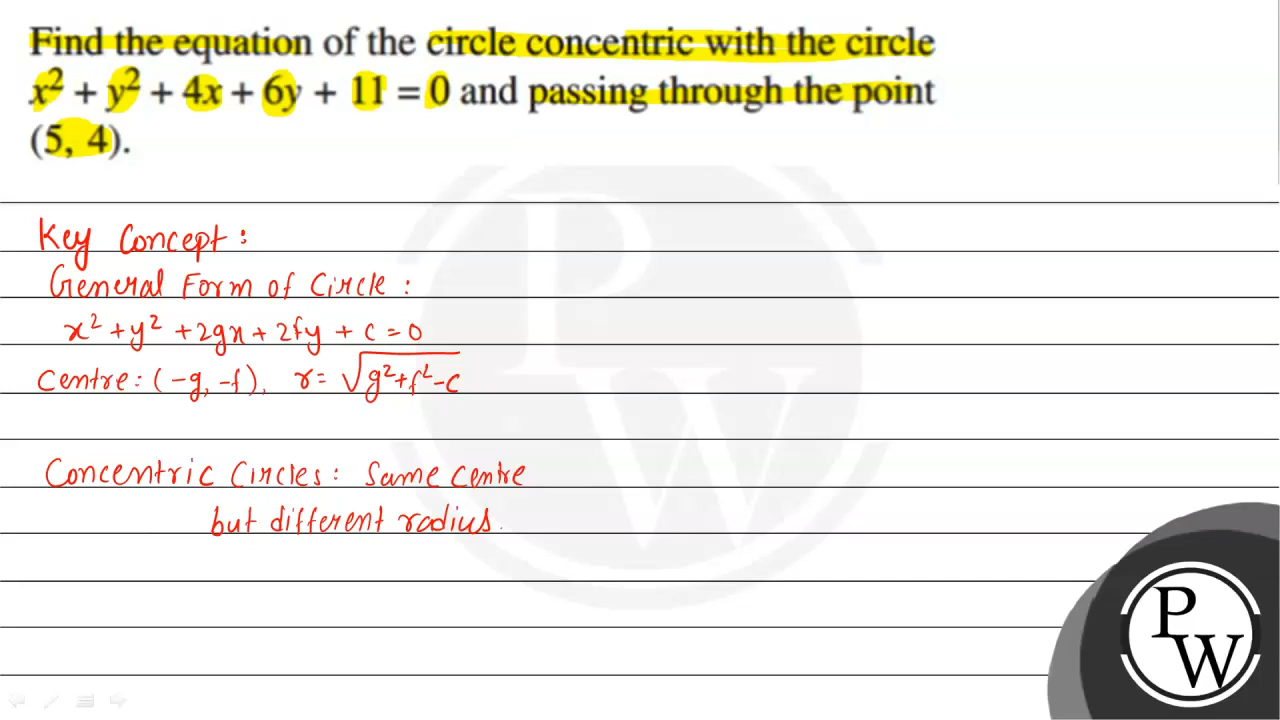 Find the equation of the circle concentric with the circle
x² + y² + 4x + 6y + 11 = 0 and passing through the point
(5, 4).
Key Concept :
General Form of Circle :
x² + y² + 2gx + 2fy + c = 0
Centre : (-g, -f), r = √(g² + f² - c)
Concentric Circles : Same Centre
but different radius.
P
W